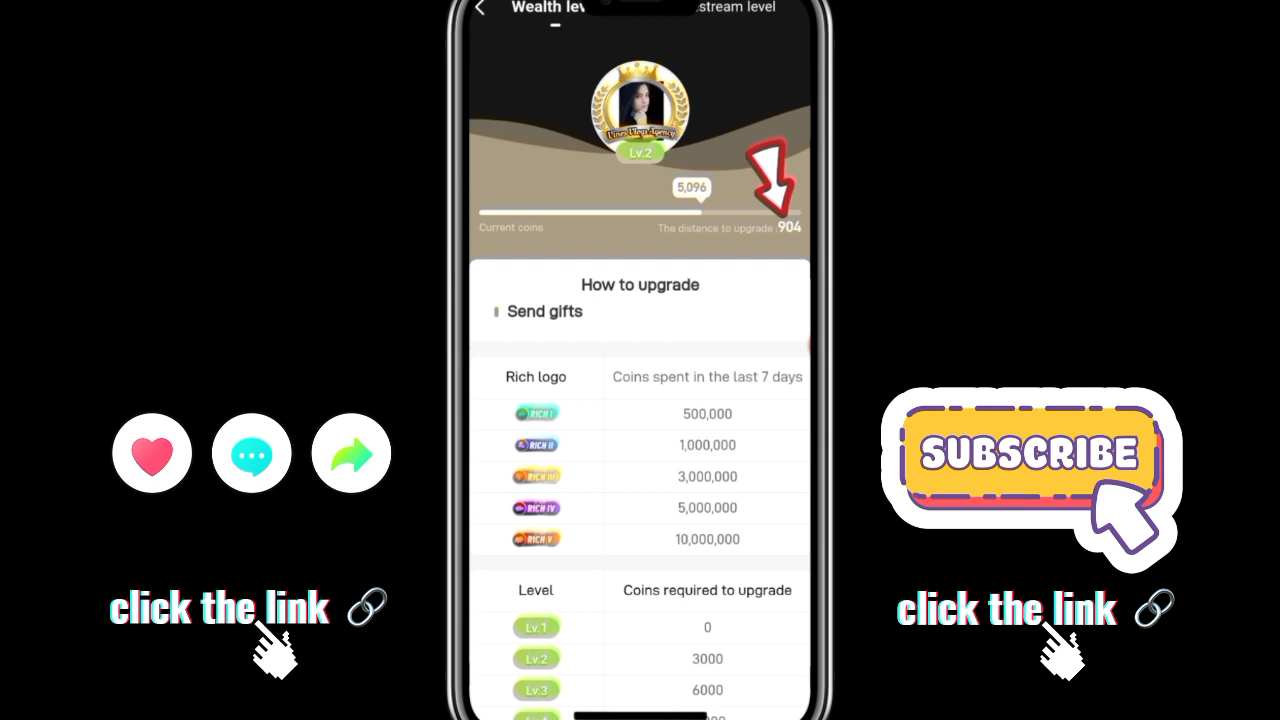 Wealth lev
stream level
Vines Vlogs Agency
Lv.2
5,096
Current coins
The distance to upgrade :904
How to upgrade
Send gifts
Rich logo
Coins spent in the last 7 days
RICH I
500,000
RICH II
1,000,000
RICH III
3,000,000
RICH IV
5,000,000
RICH V
10,000,000
Level
Coins required to upgrade
Lv.1
0
Lv.2
3000
Lv.3
6000
SUBSCRIBE
click the link
click the link